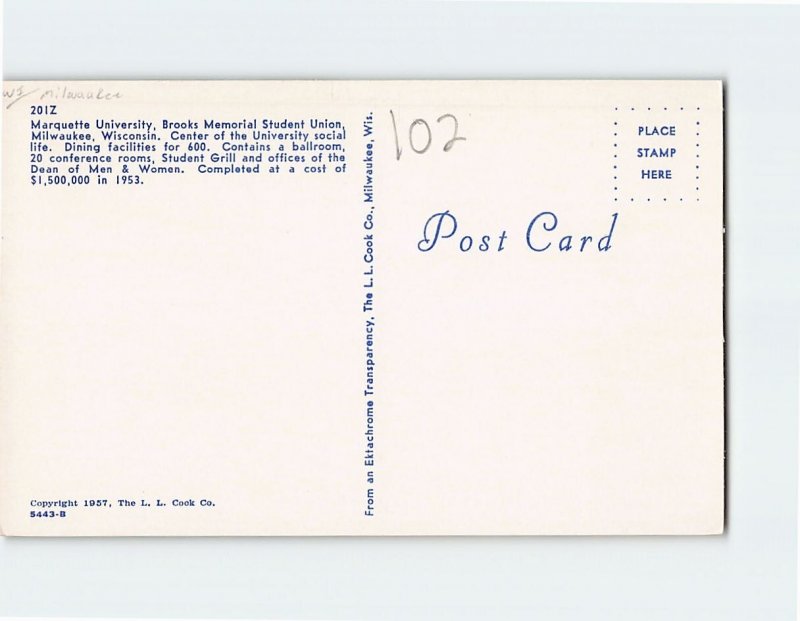 WI Milwaukee
201Z
Marquette University, Brooks Memorial Student Union,
Milwaukee, Wisconsin. Center of the University social
life. Dining facilities for 600. Contains a ballroom,
20 conference rooms, Student Grill and offices of the
Dean of Men & Women. Completed at a cost of
$1,500,000 in 1953.
Copyright 1957, The L. L. Cook Co.
5443-B
From an Ektachrome Transparency, The L. L. Cook Co., Milwaukee, Wis.
102
PLACE
STAMP
HERE
Post Card